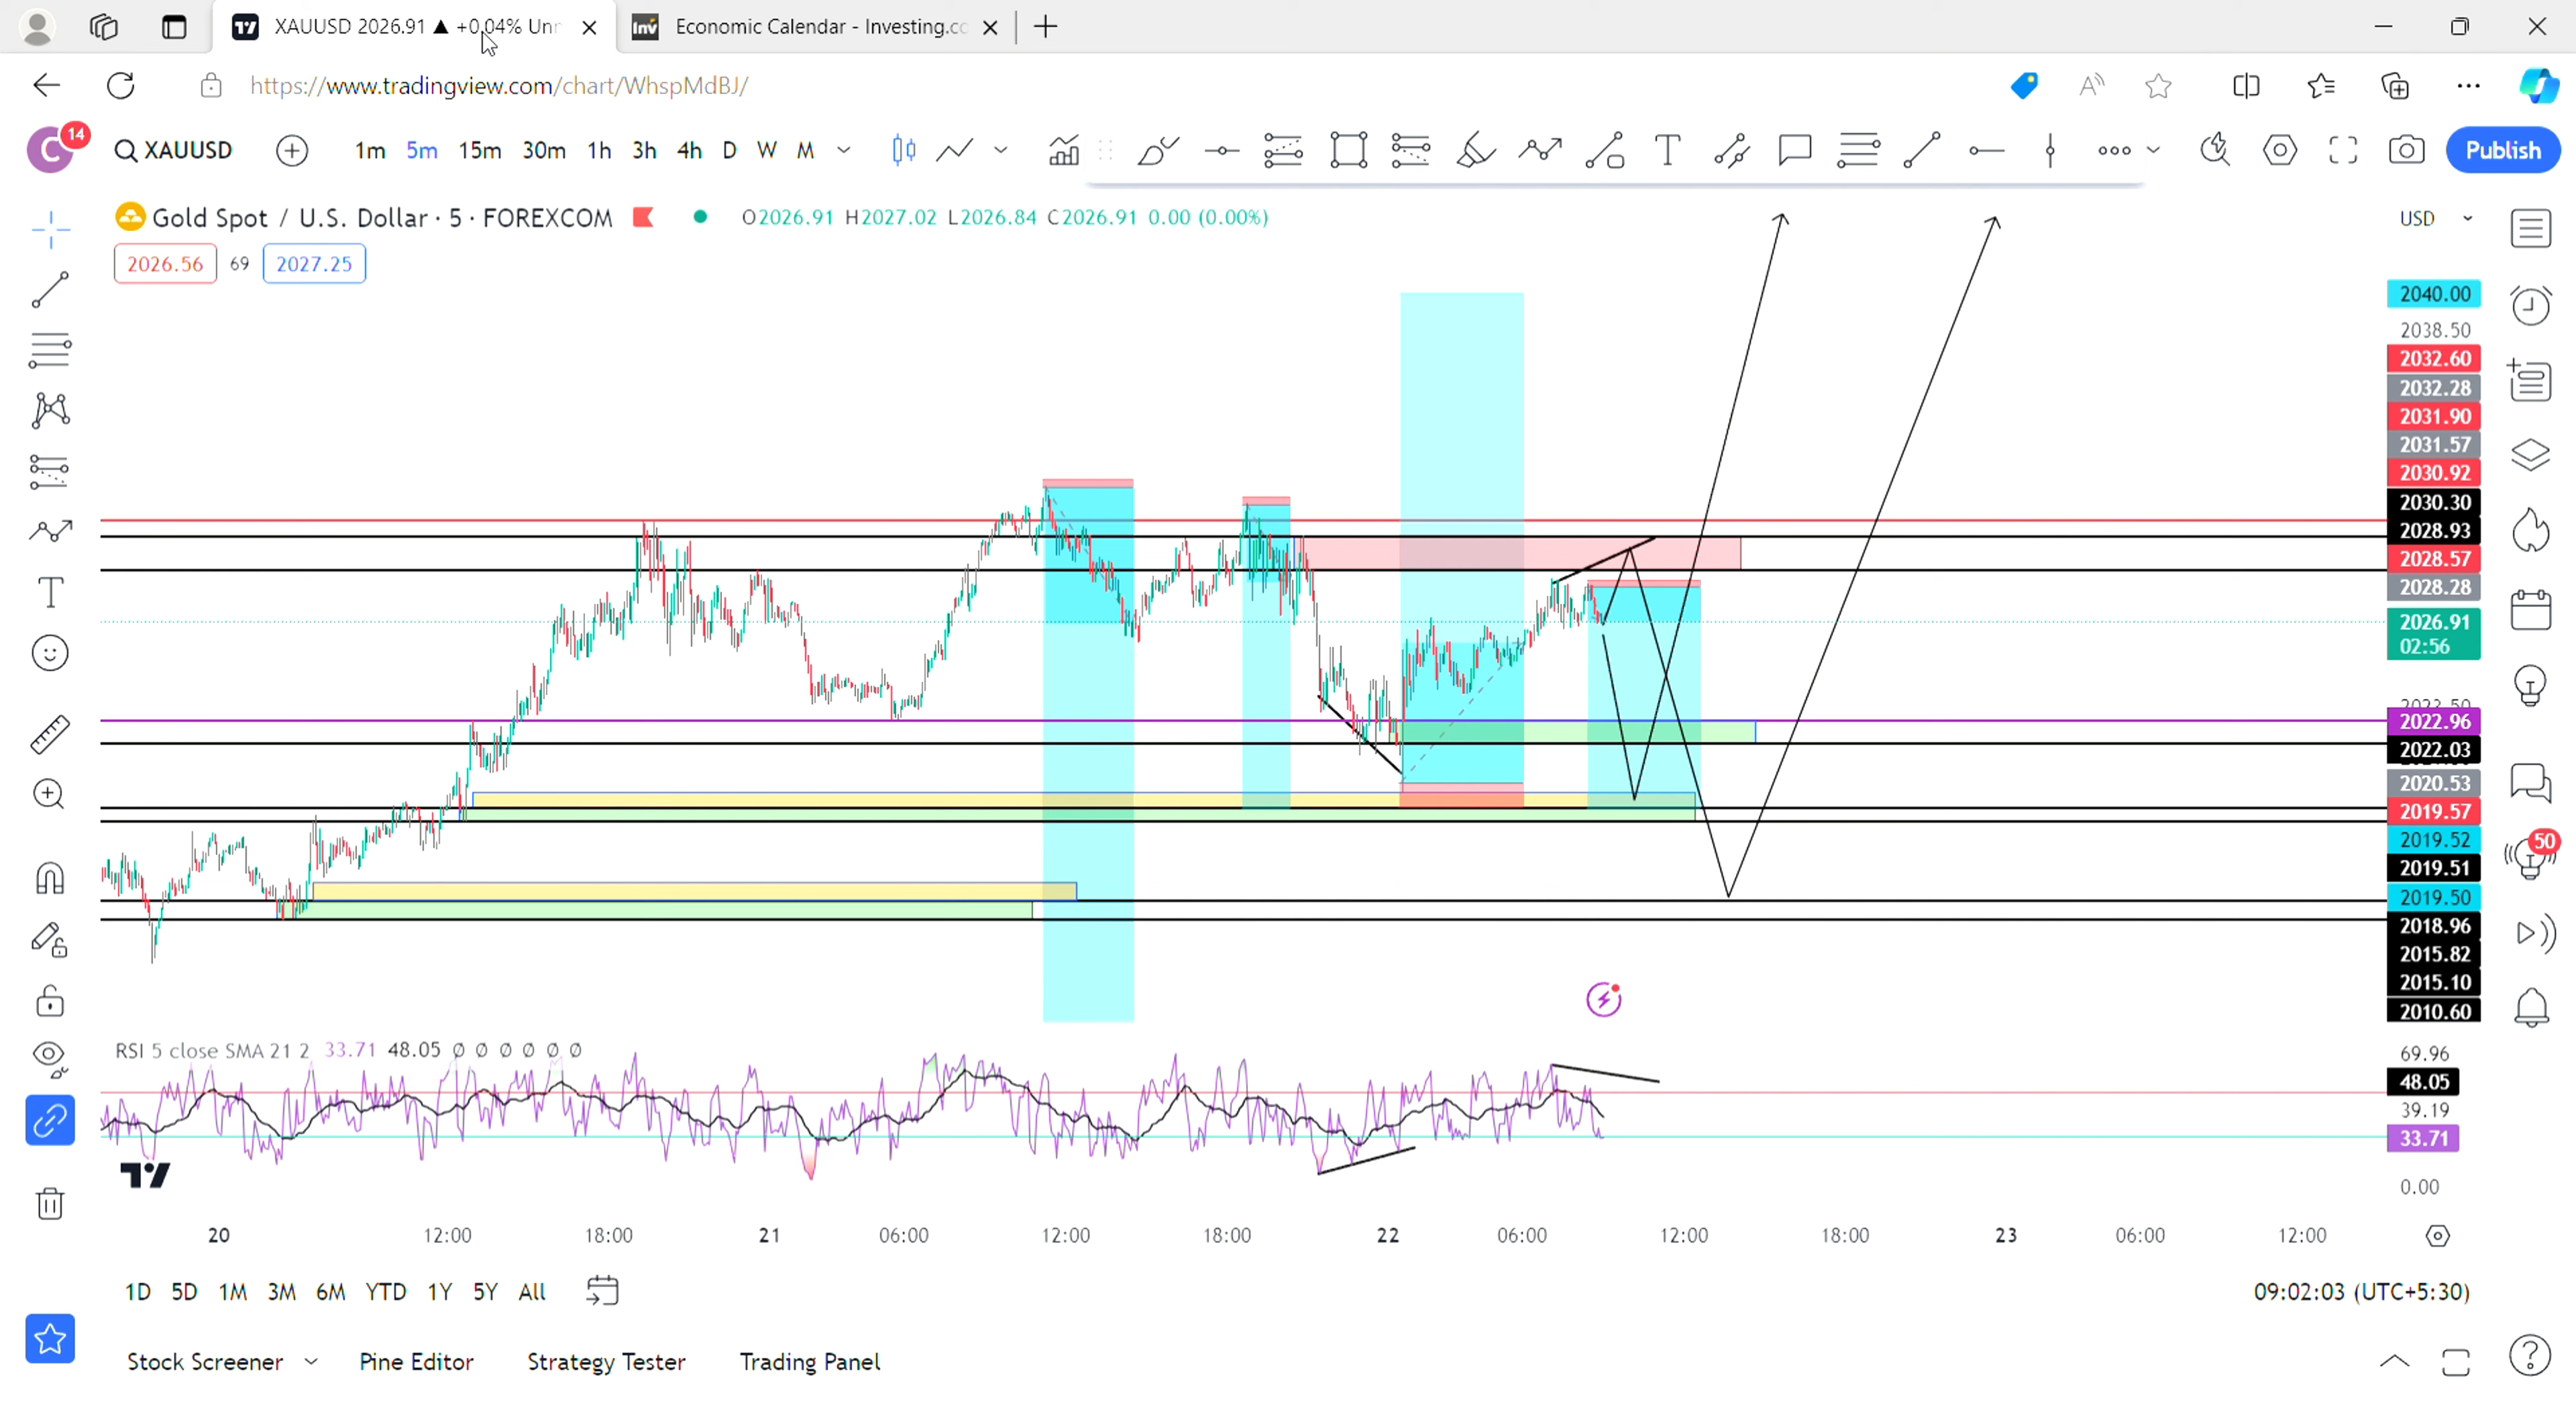 XAUUSD 2026.91 ▲ +0.04% Unr
Economic Calendar - Investing.co
https://www.tradingview.com/chart/WhspMdBJ/
C 14
XAUUSD
1m 5m 15m 30m 1h 3h 4h D W M
Publish
Gold Spot / U.S. Dollar · 5 · FOREXCOM
O2026.91 H2027.02 L2026.84 C2026.91 0.00 (0.00%)
USD
2026.56 69 2027.25
2040.00
2038.50
2032.60
2032.28
2031.90
2031.57
2030.92
2030.30
2028.93
2028.57
2028.28
2026.91
02:56
2022.96
2022.03
2020.53
2019.57
2019.52
2019.51
2019.50
2018.96
2015.82
2015.10
2010.60
50
RSI 5 close SMA 21 2 33.71 48.05 Ø Ø Ø Ø Ø Ø
69.96
48.05
39.19
33.71
0.00
20 12:00 18:00 21 06:00 12:00 18:00 22 06:00 12:00 18:00 23 06:00 12:00
1D 5D 1M 3M 6M YTD 1Y 5Y All
09:02:03 (UTC+5:30)
Stock Screener Pine Editor Strategy Tester Trading Panel